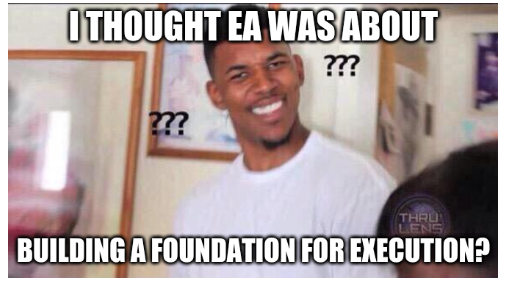 I THOUGHT EA WAS ABOUT
???
???
THRU
LENS
BUILDING A FOUNDATION FOR EXECUTION?